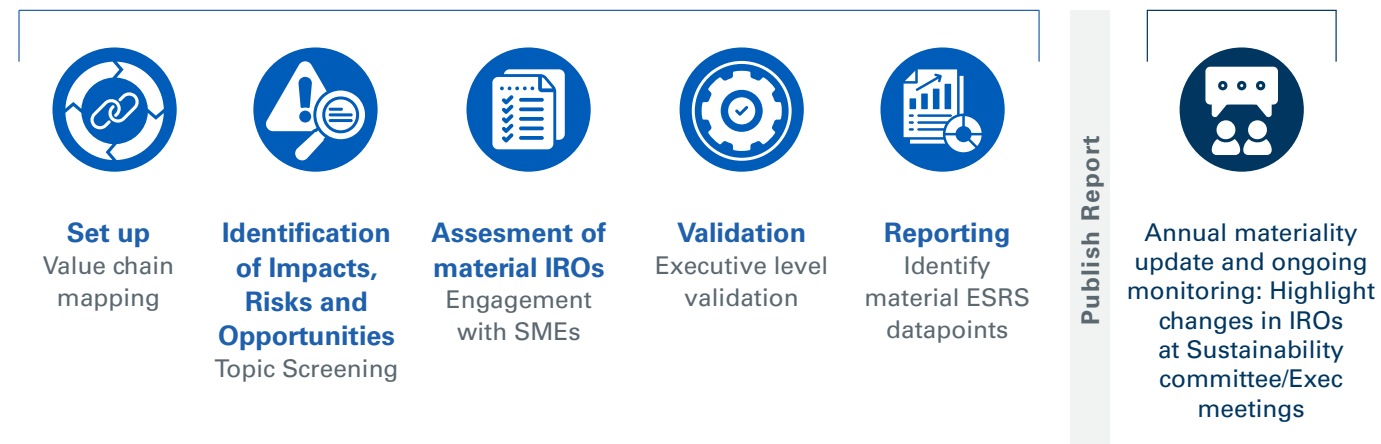 Set up
Value chain
mapping
Identification
of Impacts,
Risks and
Opportunities
Topic Screening
Assesment of
material IROs
Engagement
with SMEs
Validation
Executive level
validation
Reporting
Identify
material ESRS
datapoints
Publish Report
Annual materiality
update and ongoing
monitoring: Highlight
changes in IROs
at Sustainability
committee/Exec
meetings